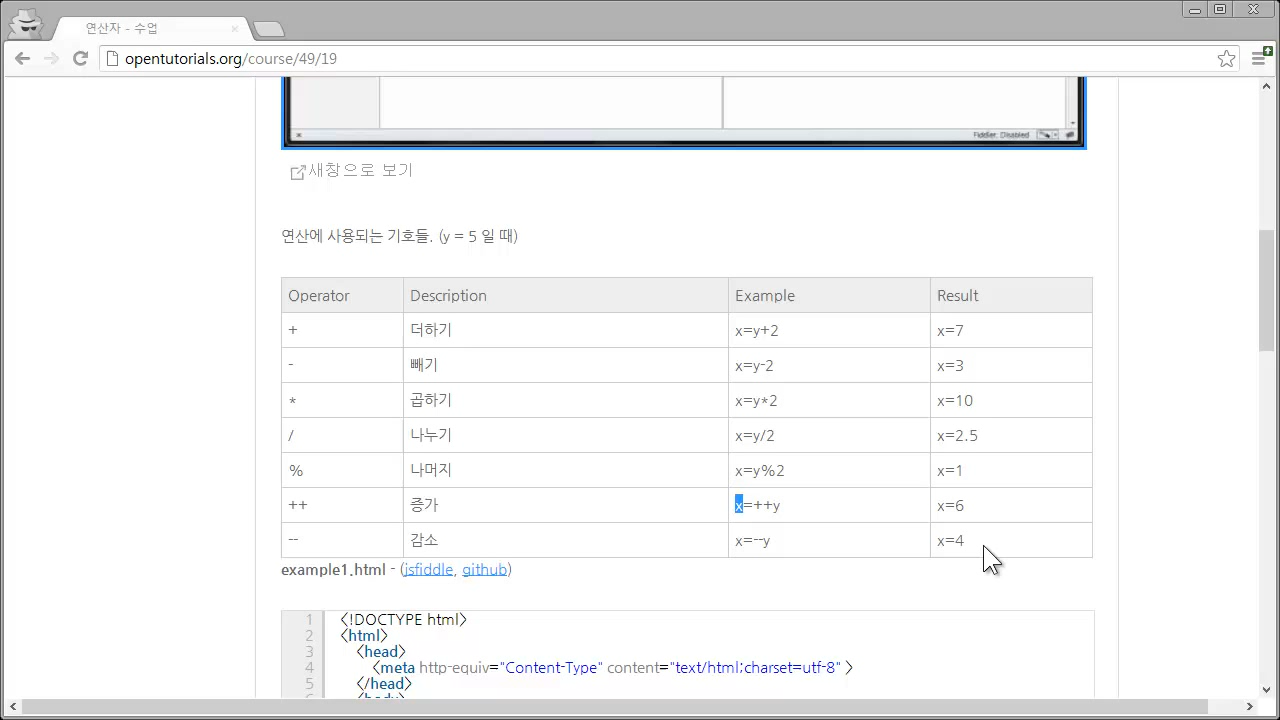 연산자 - 수업
opentutorials.org/course/49/19
Fiddler: Disabled
새창으로 보기
연산에 사용되는 기호들. (y = 5 일 때)
Operator Description Example Result
+ 더하기 x=y+2 x=7
- 빼기 x=y-2 x=3
* 곱하기 x=y*2 x=10
/ 나누기 x=y/2 x=2.5
% 나머지 x=y%2 x=1
++ 증가 x=++y x=6
-- 감소 x=--y x=4
example1.html - (jsfiddle, github)
1 <!DOCTYPE html>
2 <html>
3 <head>
4 <meta http-equiv="Content-Type" content="text/html;charset=utf-8" >
5 </head>